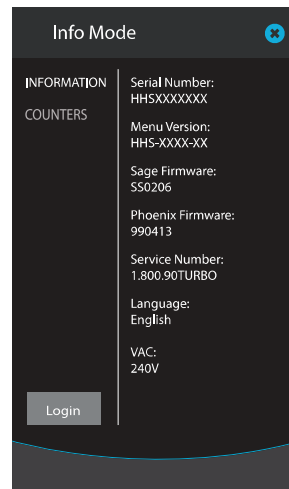 Info Mode
INFORMATION
COUNTERS
Serial Number:
HHSXXXXXXX
Menu Version:
HHS-XXXX-XX
Sage Firmware:
SS0206
Phoenix Firmware:
990413
Service Number:
1.800.90TURBO
Language:
English
VAC:
240V
Login